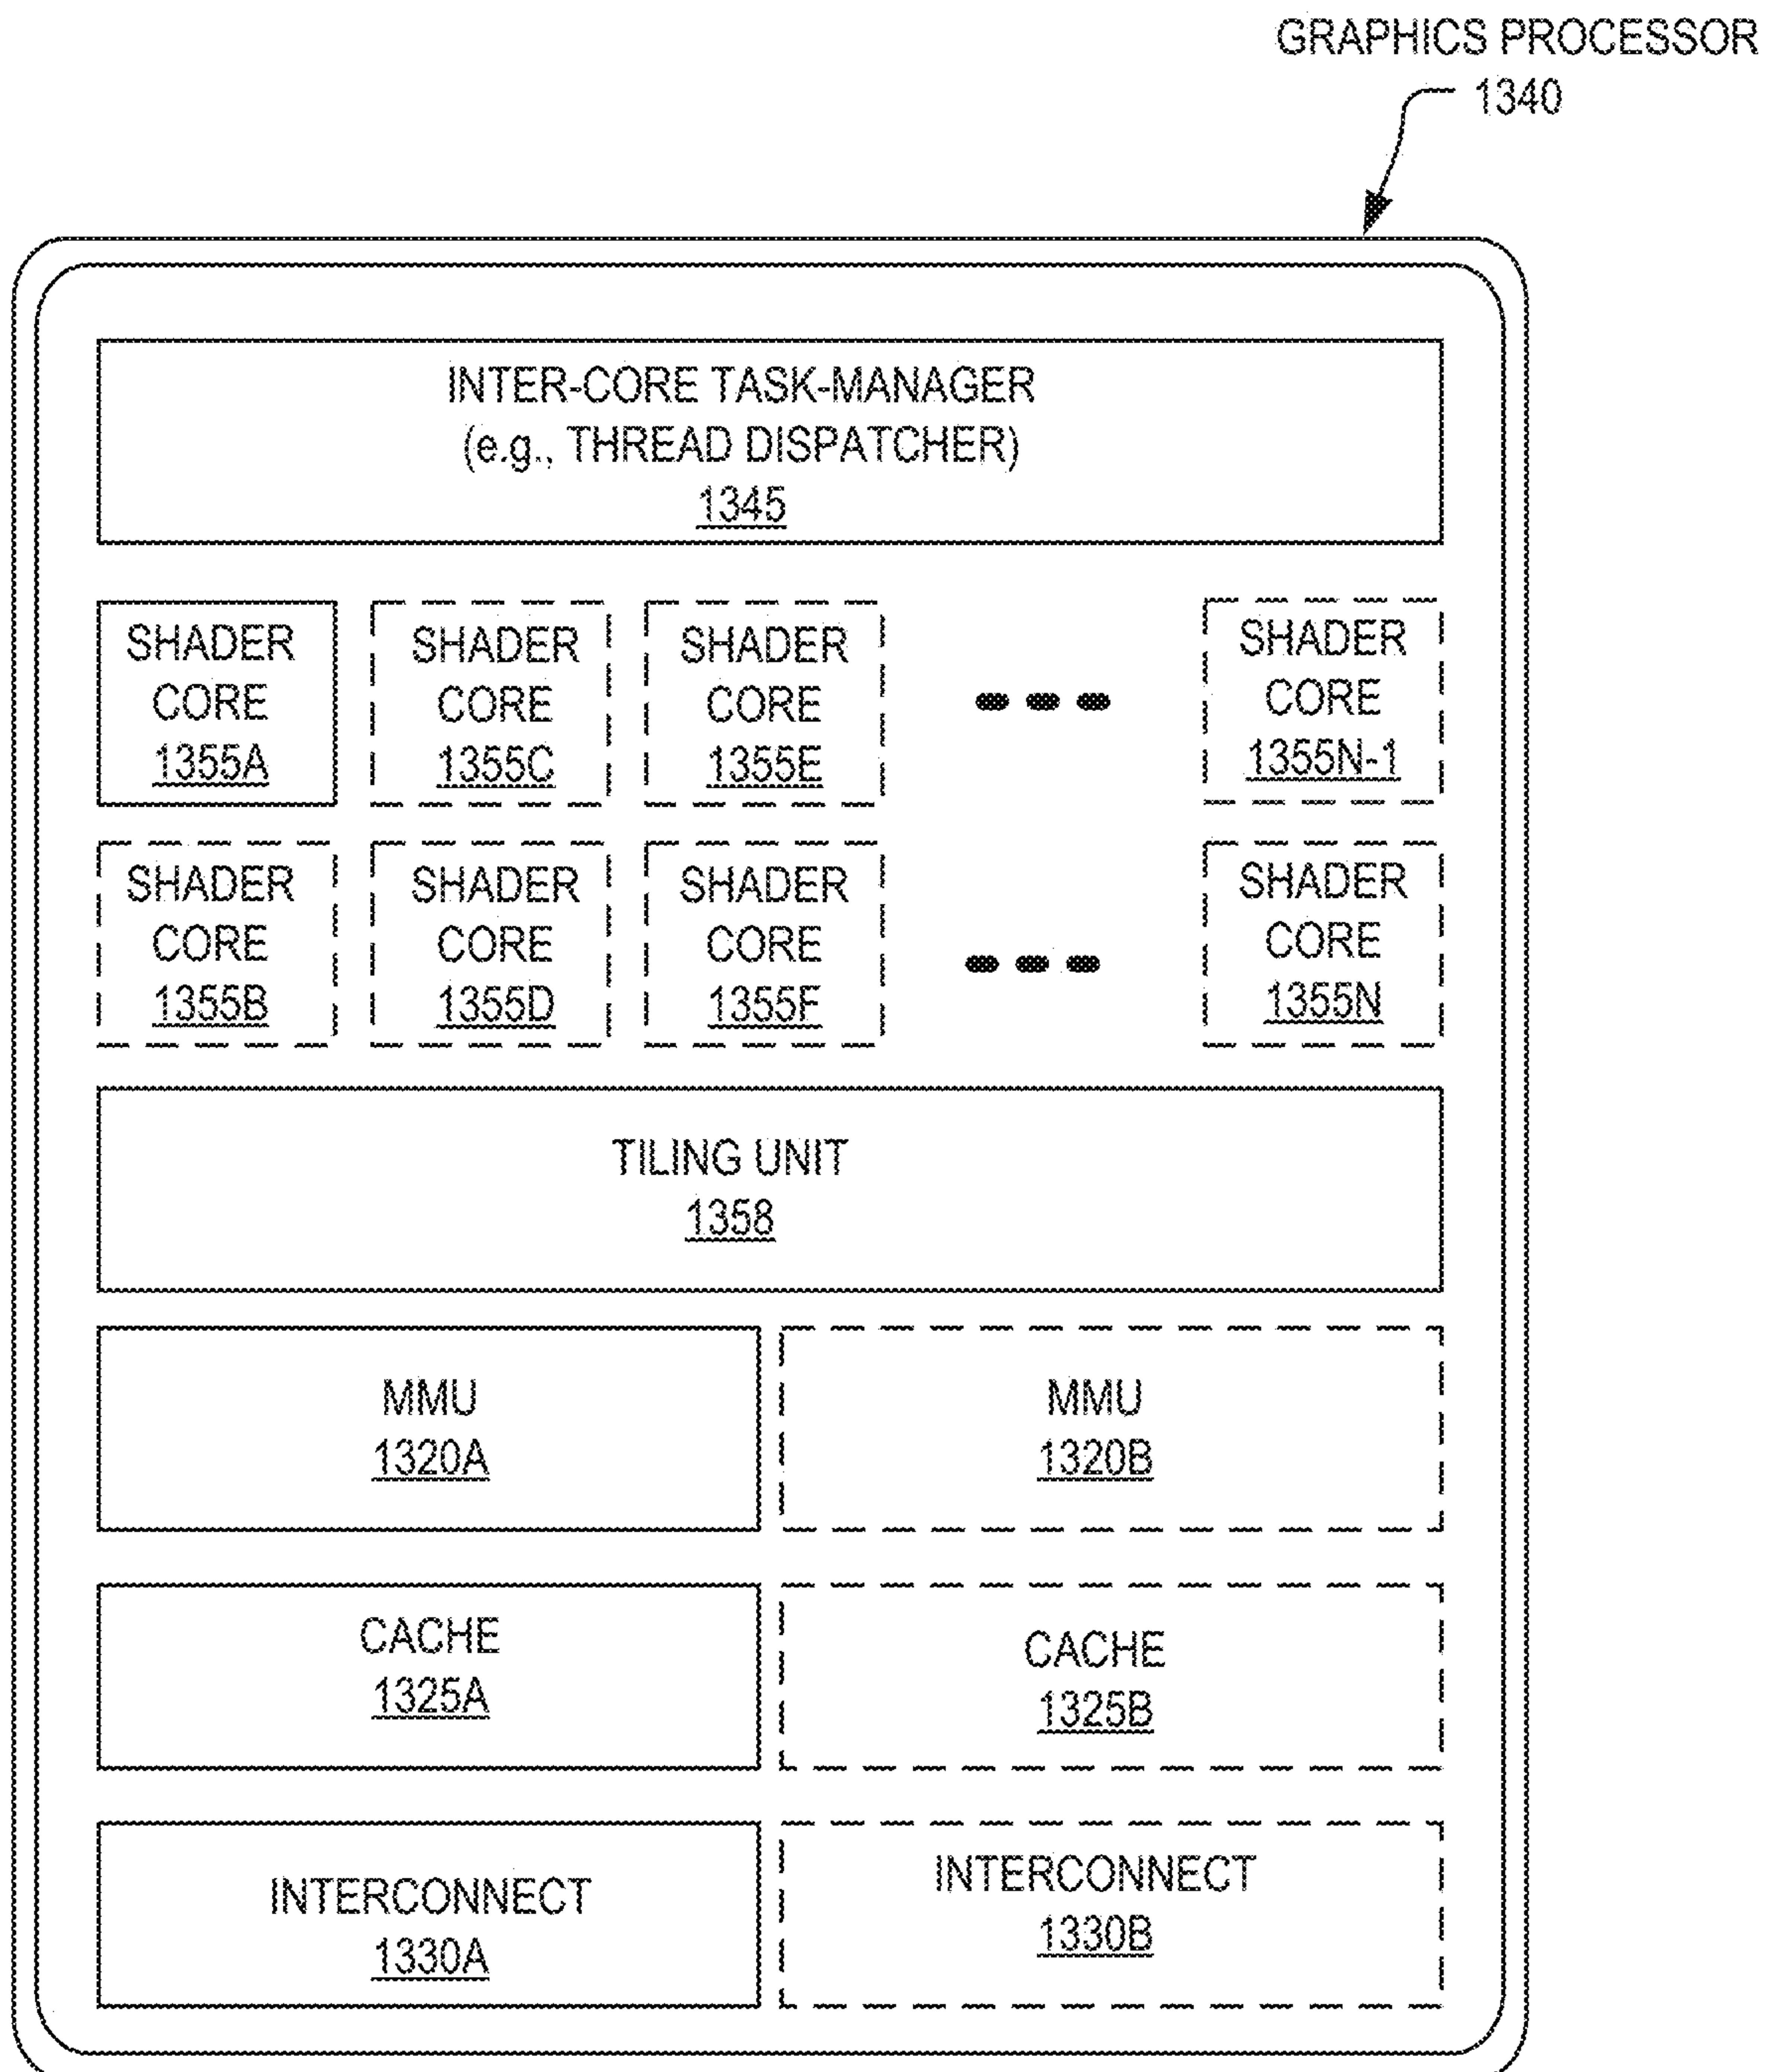 GRAPHICS PROCESSOR
1340
INTER-CORE TASK-MANAGER
(e.g., THREAD DISPATCHER)
1345
SHADER
CORE
1355A
SHADER
CORE
1355C
SHADER
CORE
1355E
SHADER
CORE
1355N-1
SHADER
CORE
1355B
SHADER
CORE
1355D
SHADER
CORE
1355F
SHADER
CORE
1355N
TILING UNIT
1358
MMU
1320A
MMU
1320B
CACHE
1325A
CACHE
1325B
INTERCONNECT
1330A
INTERCONNECT
1330B